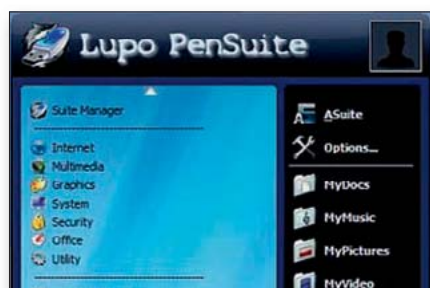 Lupo PenSuite
Suite Manager
Internet
Multimedia
Graphics
System
Security
Office
Utility
ASuite
Options...
MyDocs
MyMusic
MyPictures
MyVideo